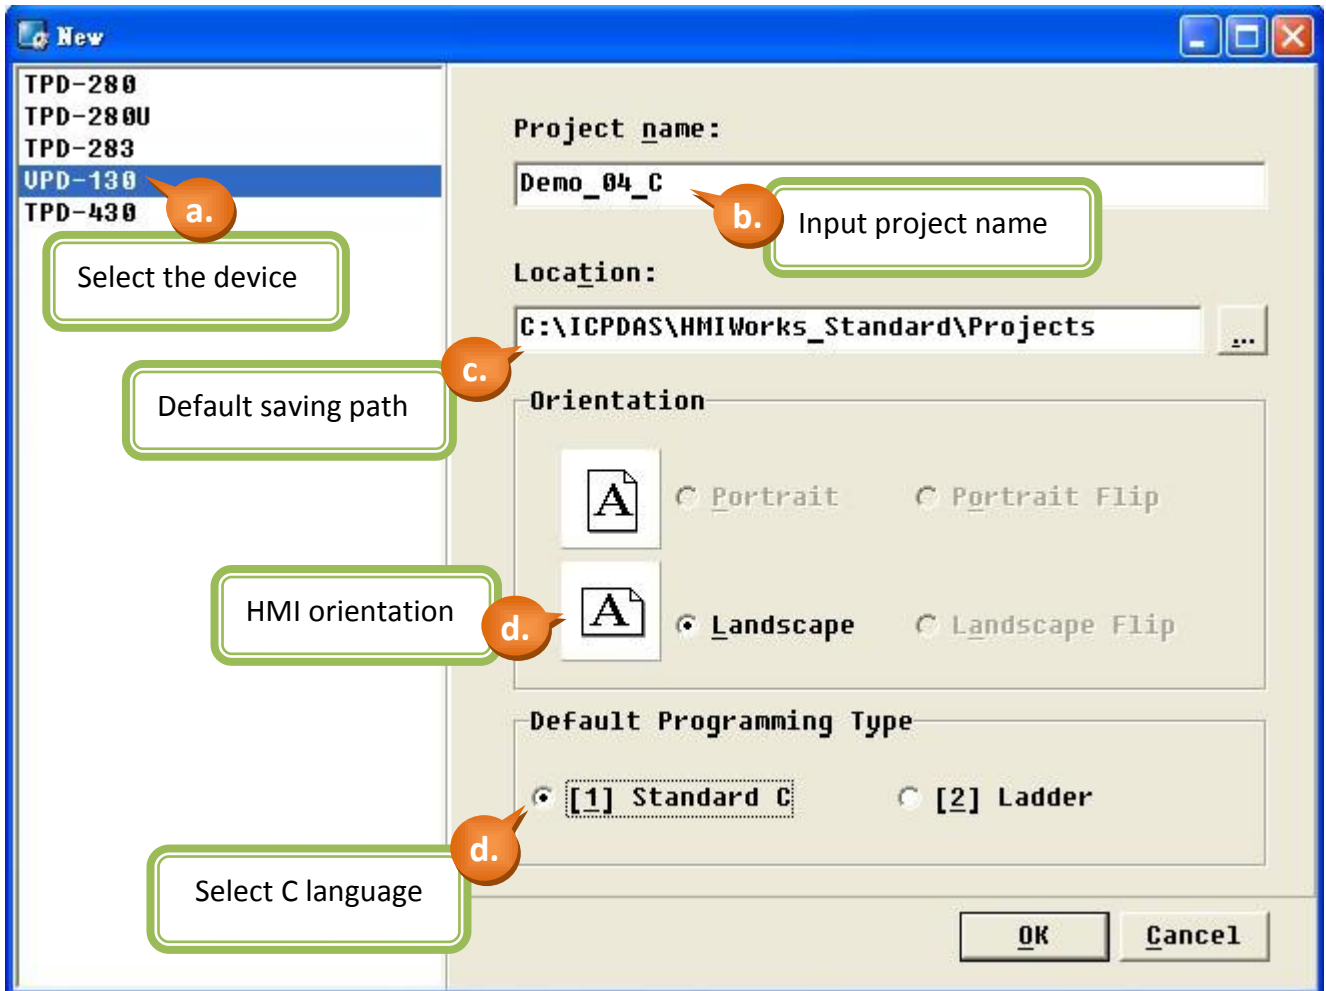 New
TPD-280
TPD-280U
TPD-283
VPD-130
TPD-430
a.
Select the device
Project name:
Demo_04_C
b.
Input project name
Location:
C:\ICPDAS\HMIWorks_Standard\Projects
...
c.
Default saving path
Orientation
A
Portrait
Portrait Flip
HMI orientation
d.
A
Landscape
Landscape Flip
Default Programming Type
[1] Standard C
[2] Ladder
d.
Select C language
OK
Cancel